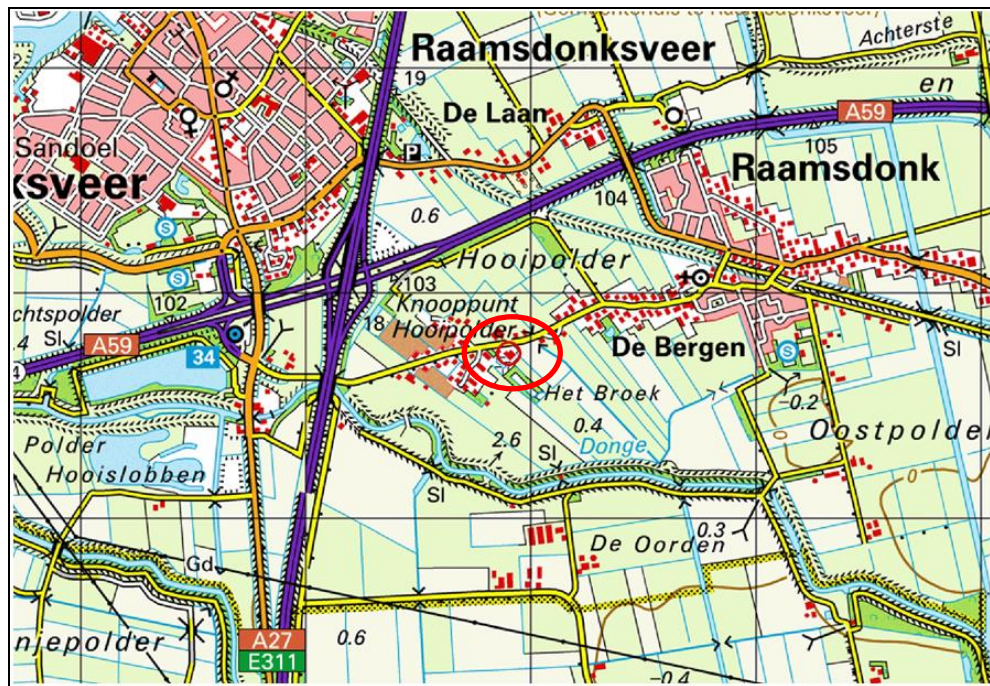 Raamsdonksveer
19
Achterste
en
De Laan
A59
Sandoel
ksveer
P
105
Raamsdonk
104
0.6
S
S
Hooipolder
103
102
Knooppunt
18
Hooipolder
chtspolder
Sl
A59
34
De Bergen
S
Sl
Het Broek
-0.2
0.4
Oostpolder
Donge
2.6
Sl
Polder
Hooislobben
Sl
0
0.3
De Oorden
Gd
njepolder
A27
E311
0.6
-0.4